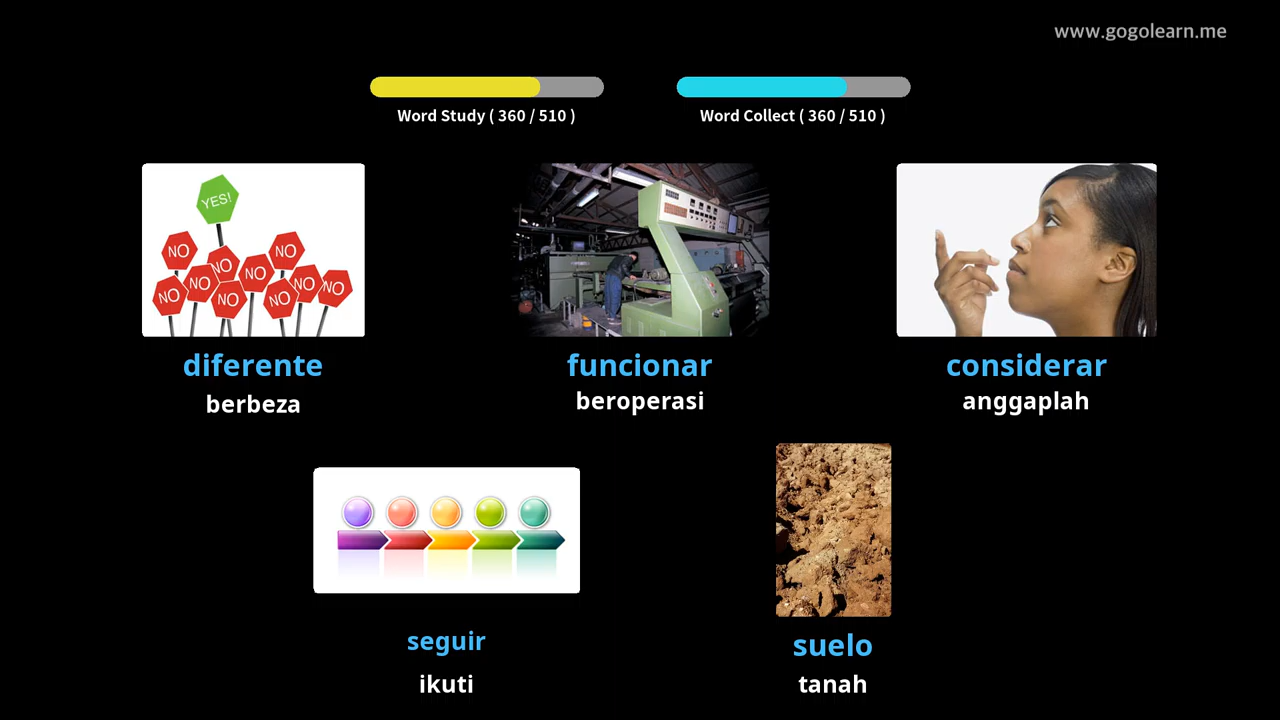 www.gogolearn.me
Word Study ( 360 / 510 )
Word Collect ( 360 / 510 )
YES!
NO
NO
NO
NO
NO
NO
NO
NO
NO
NO
diferente
berbeza
funcionar
beroperasi
considerar
anggaplah
seguir
ikuti
suelo
tanah